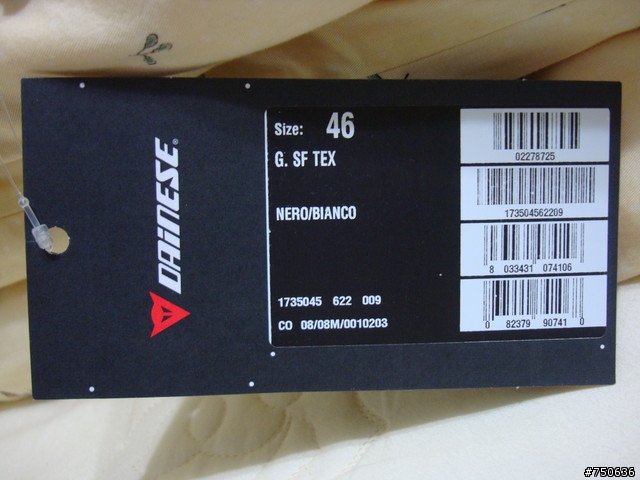 DAiNESE®
Size: 46
G. SF TEX
NERO/BIANCO
1735045 622 009
CO 08/08M/0010203
02278725
173504562209
8 033431 074106
0 82379 90741 0
#750636